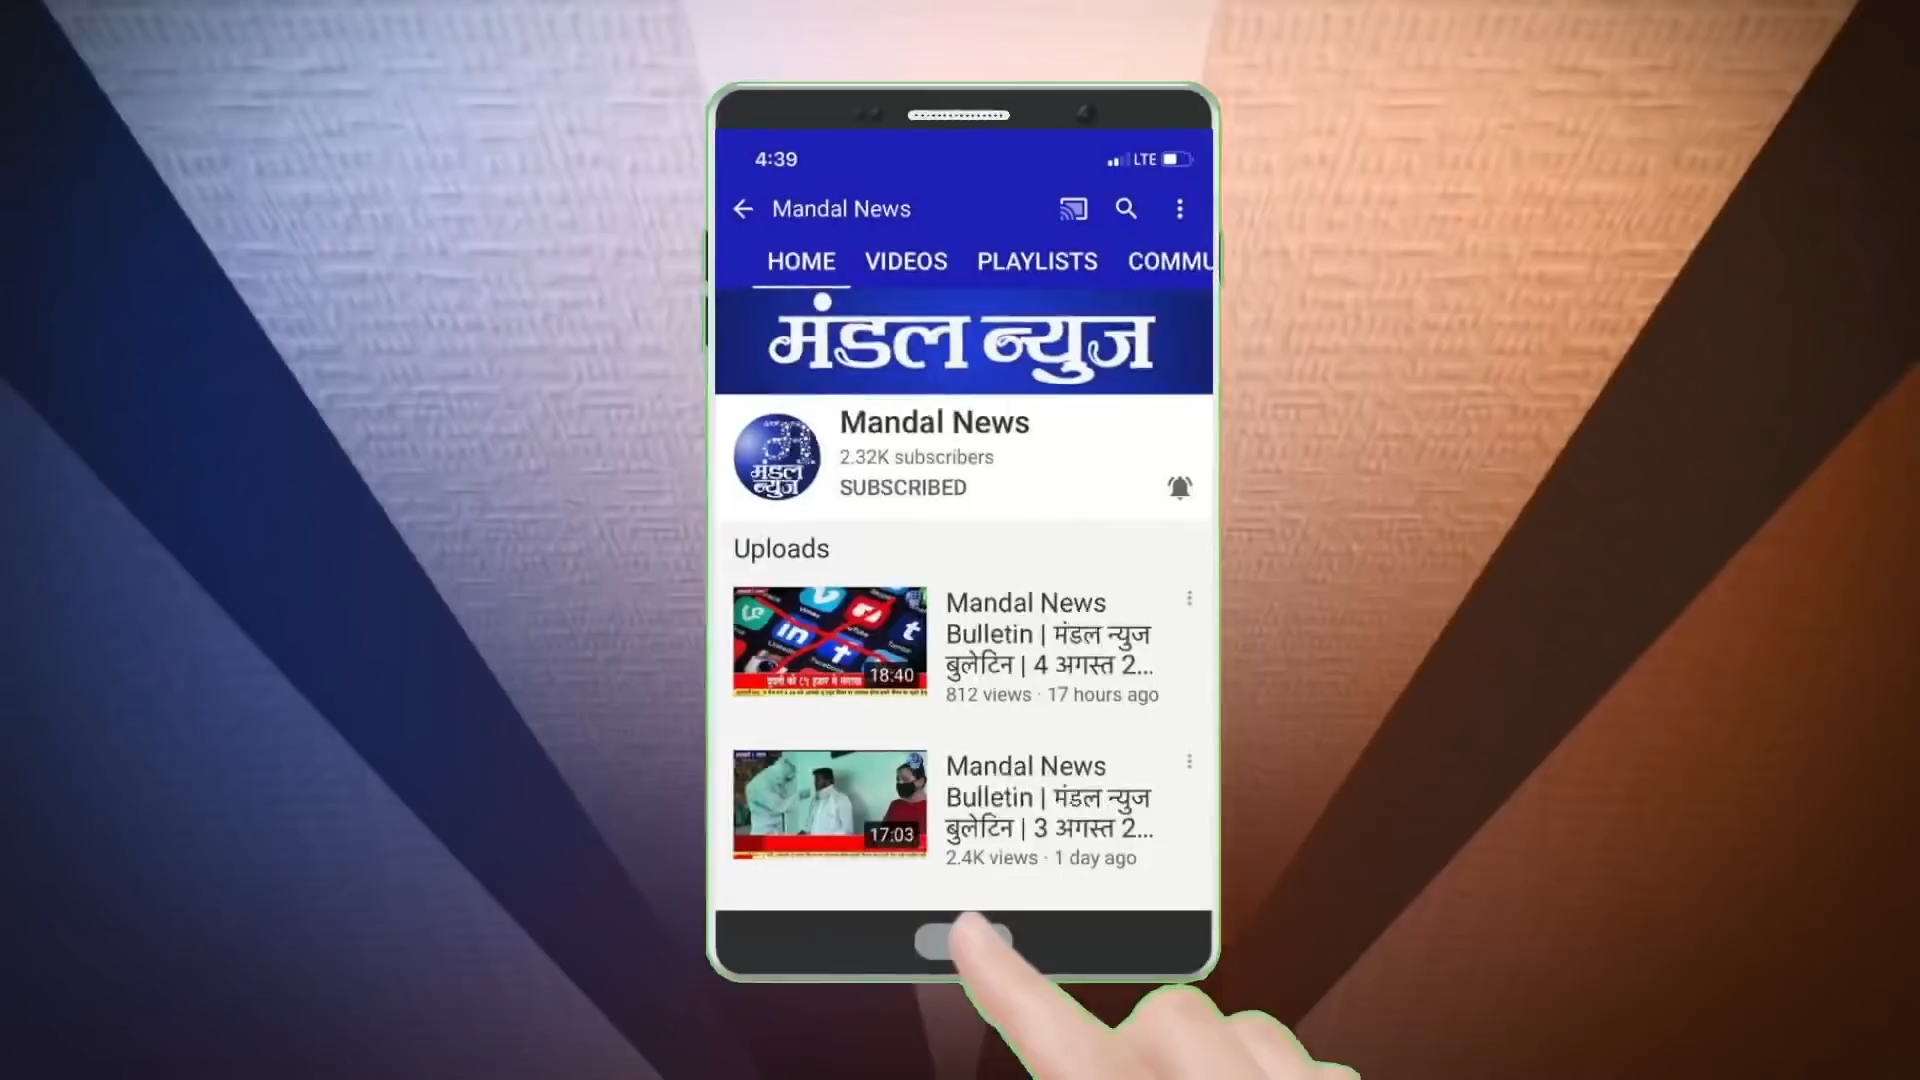 4:39
LTE
Mandal News
HOME VIDEOS PLAYLISTS COMMU
मंडल न्युज
Mandal News
2.32K subscribers
SUBSCRIBED
मंडल
न्युज
Uploads
Mandal News
Bulletin | मंडल न्युज
बुलेटिन | 4 अगस्त 2...
812 views · 17 hours ago
in
t
18:40
Mandal News
Bulletin | मंडल न्युज
बुलेटिन | 3 अगस्त 2...
2.4K views · 1 day ago
17:03